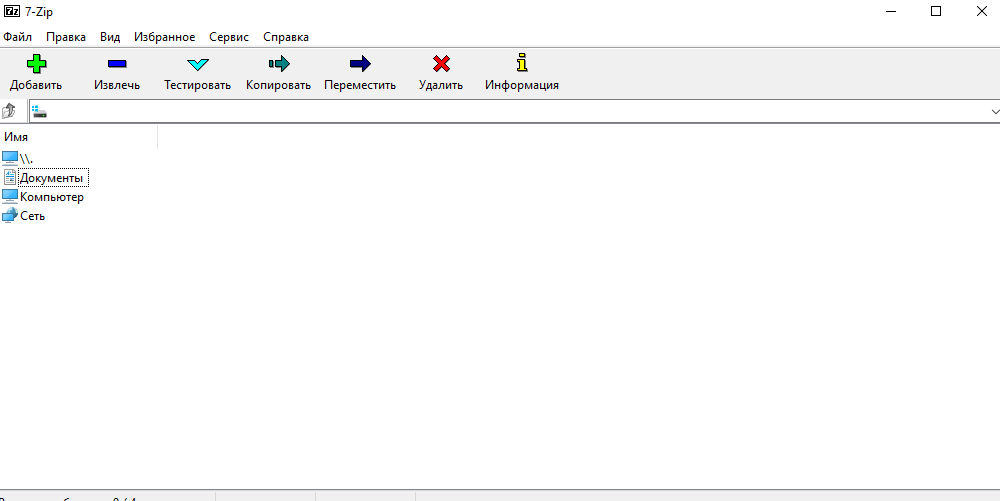 7z 7-Zip
Файл Правка Вид Избранное Сервис Справка
Добавить Извлечь Тестировать Копировать Переместить Удалить Информация
Имя
\\.
Документы
Компьютер
Сеть